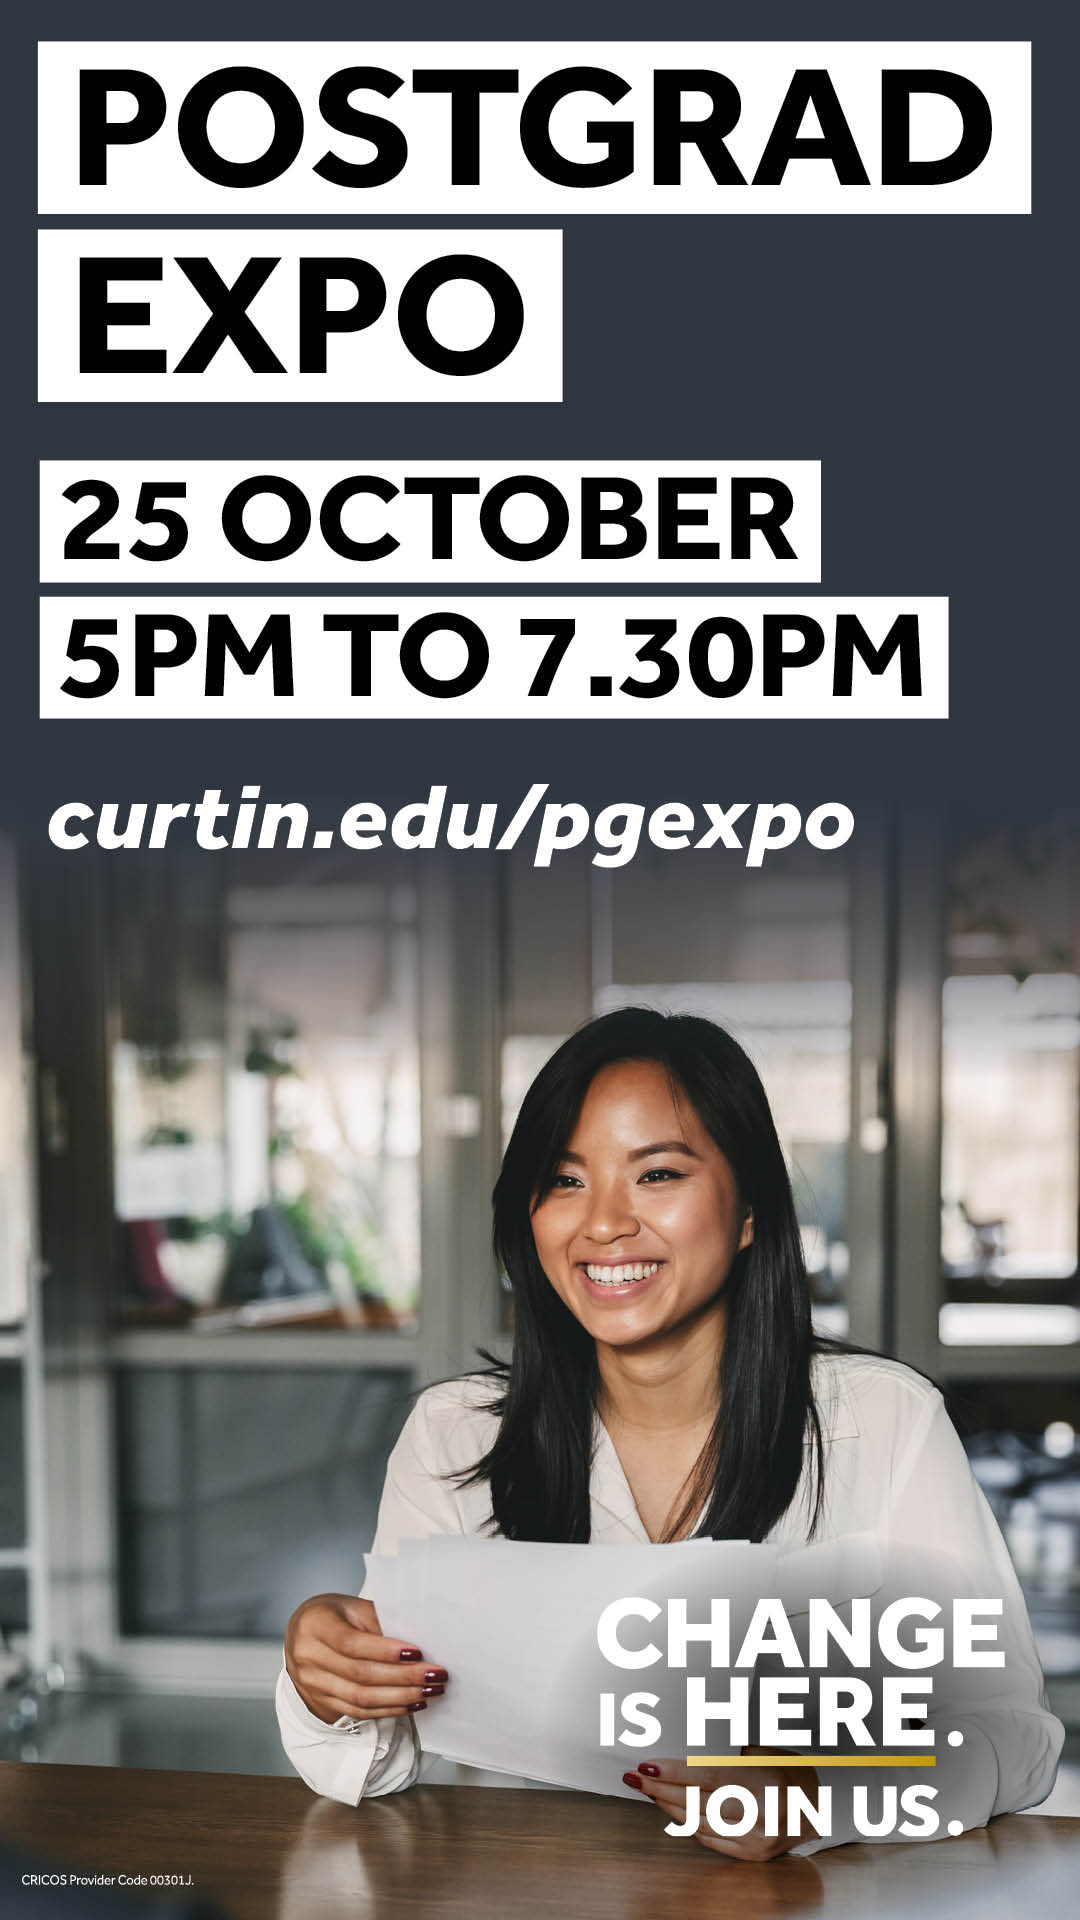 POSTGRAD
EXPO
25 OCTOBER
5PM TO 7.30PM
curtin.edu/pgexpo
CHANGE
IS HERE.
JOIN US.
CRICOS Provider Code 00301J.